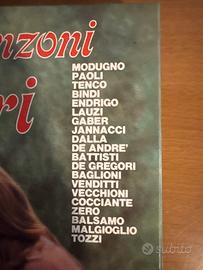 nzoni
ri
MODUGNO
PAOLI
TENCO
BINDI
ENDRIGO
LAUZI
GABER
JANNACCI
DALLA
DE ANDRE'
BATTISTI
DE GREGORI
BAGLIONI
VENDITTI
VECCHIONI
COCCIANTE
ZERO
BALSAMO
MALGIOGLIO
TOZZI
subito